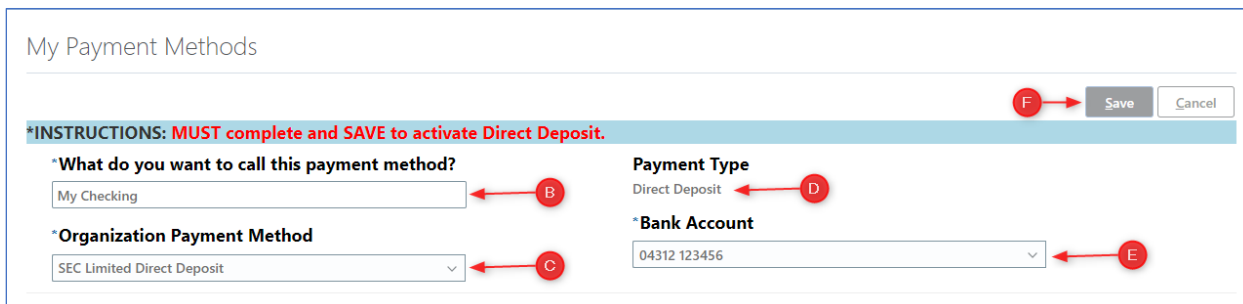 My Payment Methods
F
Save
Cancel
*INSTRUCTIONS: MUST complete and SAVE to activate Direct Deposit.
*What do you want to call this payment method?
My Checking
B
Payment Type
Direct Deposit
D
*Organization Payment Method
SEC Limited Direct Deposit
C
*Bank Account
04312 123456
E